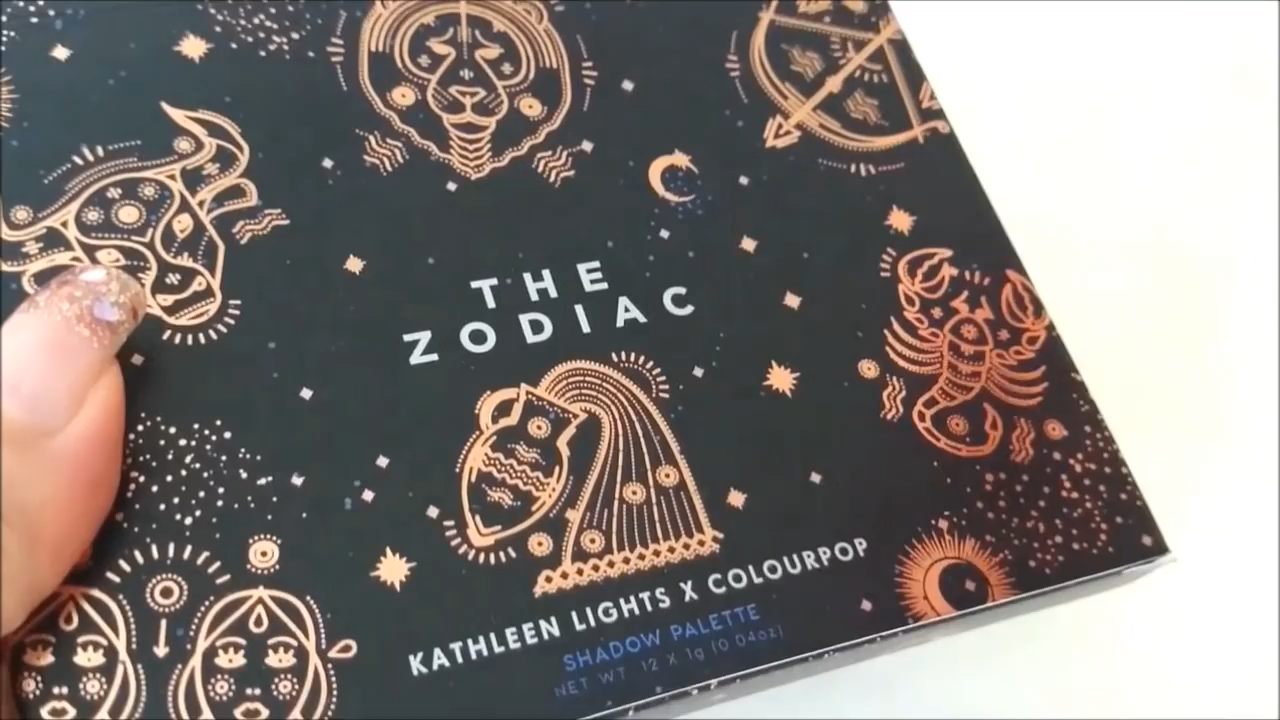 THE
ZODIAC
KATHLEEN LIGHTS X COLOURPOP
SHADOW PALETTE
NET WT 12 X 1g (0.04oz)